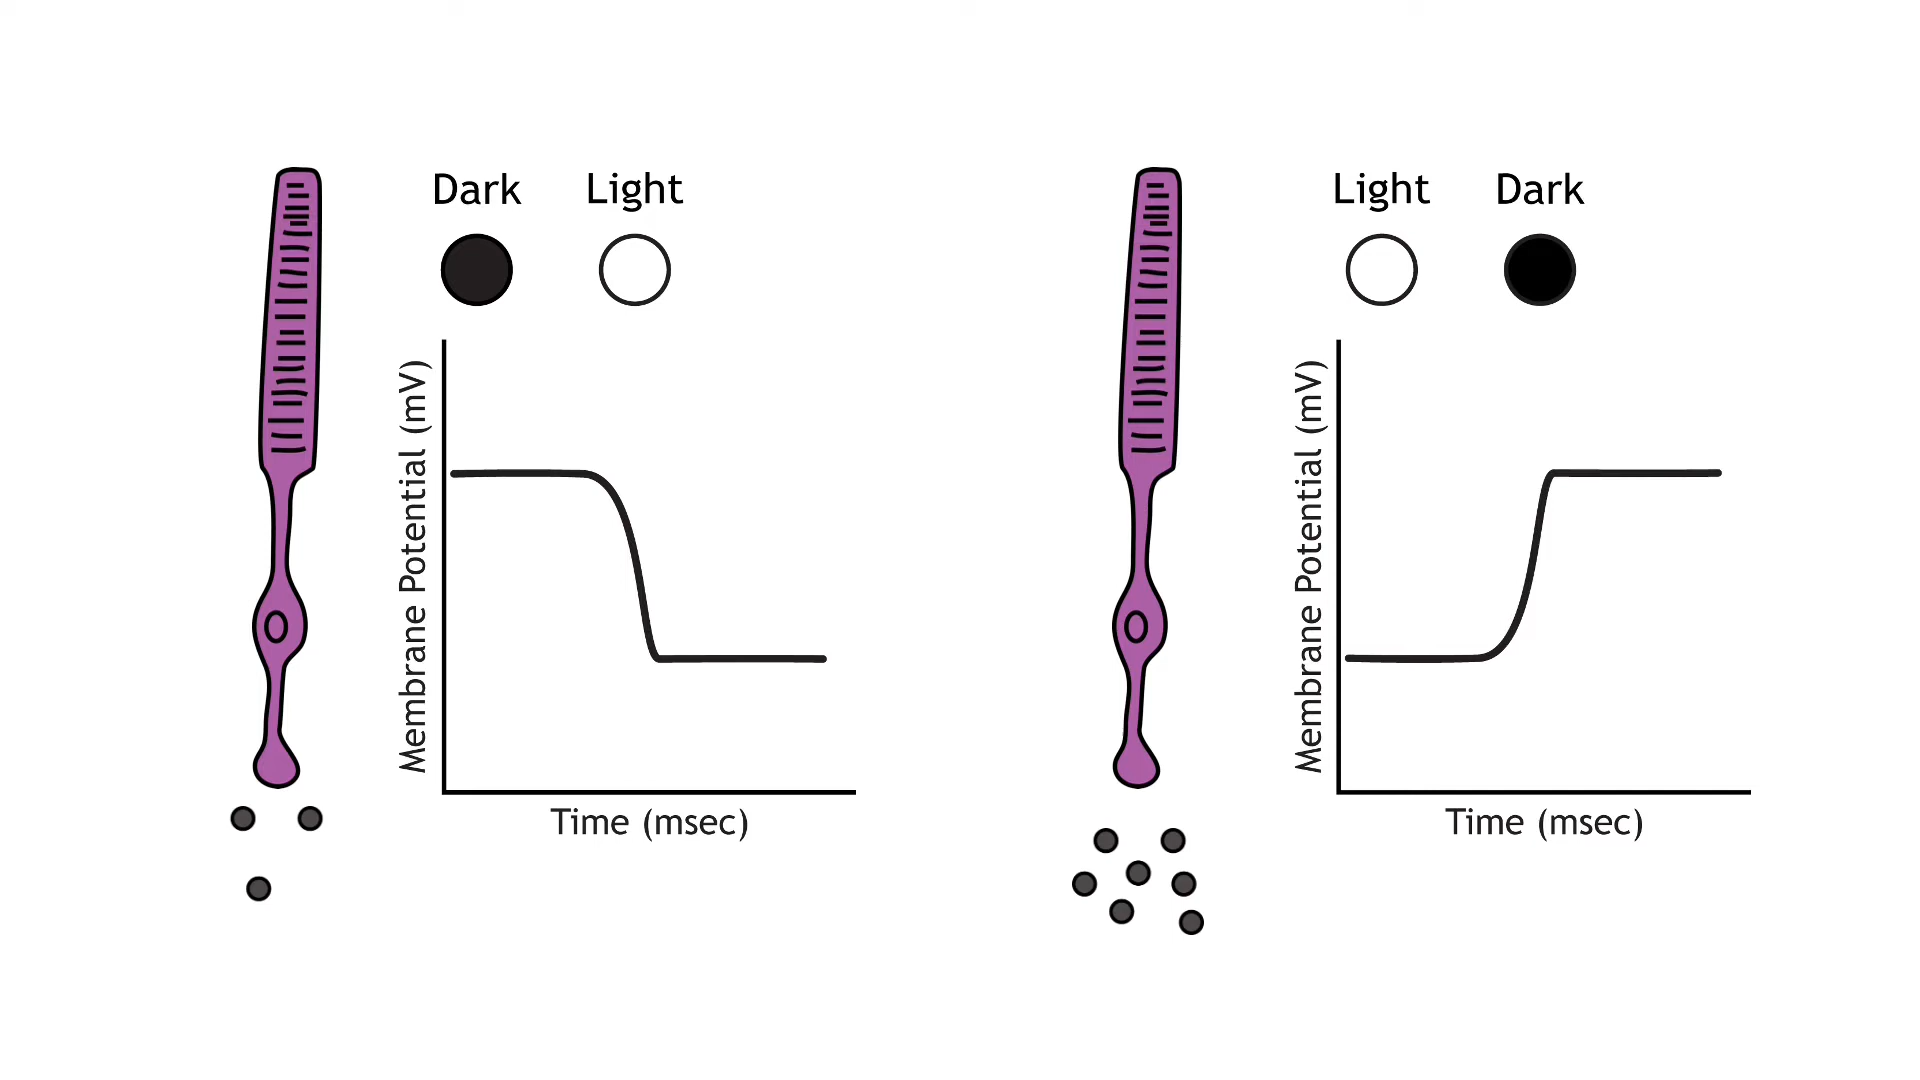 Dark
Light
Membrane Potential (mV)
Time (msec)
Light
Dark
Membrane Potential (mV)
Time (msec)